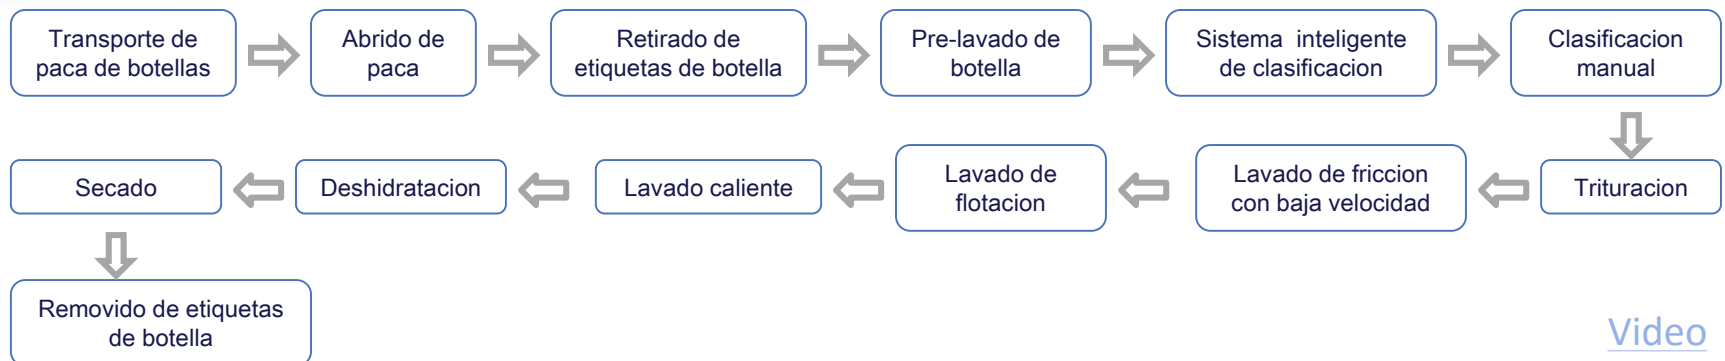 Transporte de
paca de botellas
Abrido de
paca
Retirado de
etiquetas de botella
Pre-lavado de
botella
Sistema inteligente
de clasificacion
Clasificacion
manual
Trituracion
Lavado de friccion
con baja velocidad
Lavado de
flotacion
Lavado caliente
Deshidratacion
Secado
Removido de etiquetas
de botella
Video